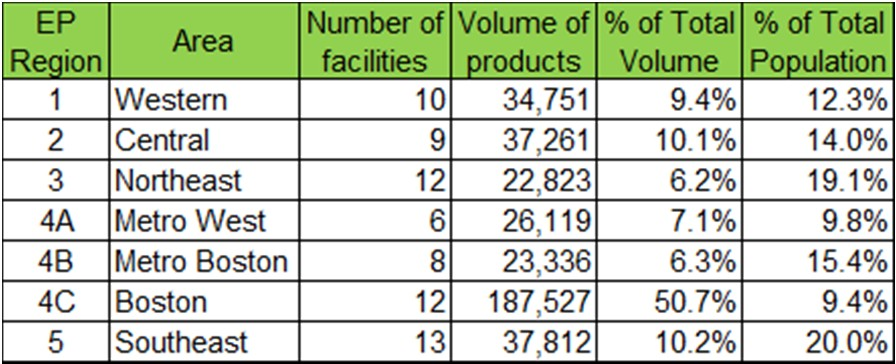 EP Region Area Number of facilities Volume of products % of Total Volume % of Total Population
1 Western 10 34,751 9.4% 12.3%
2 Central 9 37,261 10.1% 14.0%
3 Northeast 12 22,823 6.2% 19.1%
4A Metro West 6 26,119 7.1% 9.8%
4B Metro Boston 8 23,336 6.3% 15.4%
4C Boston 12 187,527 50.7% 9.4%
5 Southeast 13 37,812 10.2% 20.0%